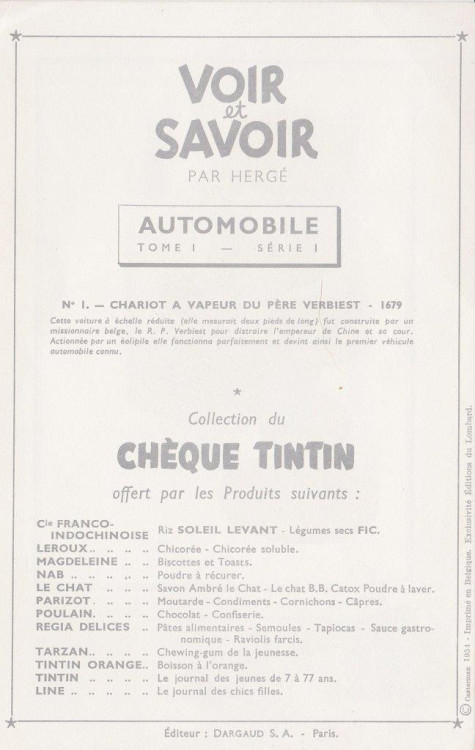 VOIR
et
SAVOIR
PAR HERGÉ
AUTOMOBILE
TOME I — SÉRIE I
N° I. — CHARIOT A VAPEUR DU PÈRE VERBIEST - 1679
Cette voiture à échelle réduite (elle mesurait deux pieds de long) fut construite par un
missionnaire belge, le R. P. Verbiest pour distraire l'empereur de Chine et sa cour.
Actionnée par un éolipile elle fonctionna parfaitement et devint ainsi le premier véhicule
automobile connu.
Collection du
CHÈQUE TINTIN
offert par les Produits suivants :
Cie FRANCO-
INDOCHINOISE Riz SOLEIL LEVANT - Légumes secs FIC.
LEROUX.. .. .. .. Chicorée - Chicorée soluble.
MAGDELEINE .. .. Biscottes et Toasts.
NAB .. .. .. .. .. Poudre à récurer.
LE CHAT .. .. .. Savon Ambré le Chat - Le chat B.B. Catox Poudre à laver.
PARIZOT. .. .. .. Moutarde - Condiments - Cornichons - Câpres.
POULAIN. .. .. .. Chocolat - Confiserie.
REGIA DELICES .. Pâtes alimentaires - Semoules - Tapiocas - Sauce gastro-
nomique - Raviolis farcis.
TARZAN.. .. .. .. Chewing-gum de la jeunesse.
TINTIN ORANGE.. Boisson à l'orange.
TINTIN .. .. .. .. Le journal des jeunes de 7 à 77 ans.
LINE .. .. .. .. .. Le journal des chics filles.
Éditeur : DARGAUD S. A. - Paris.
© Casterman 1954 - Imprimé en Belgique. Exclusivité Editions du Lombard.